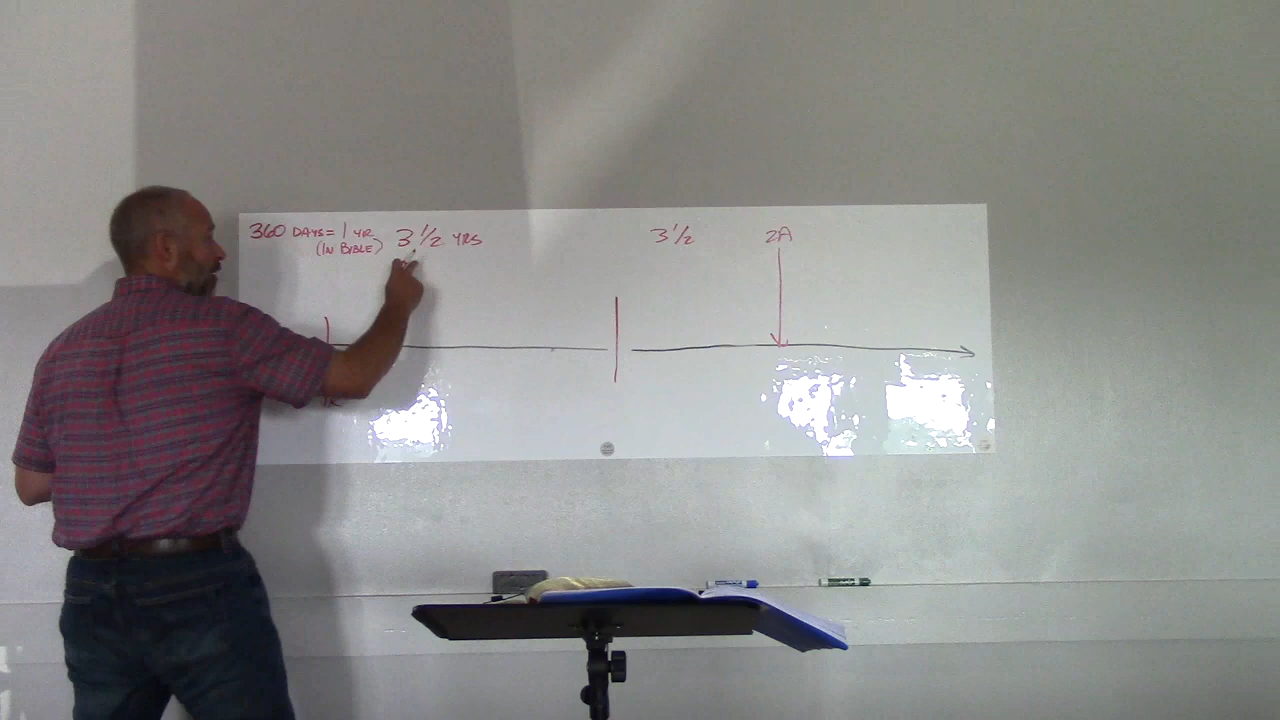 360 DAYS = 1 YR
(IN BIBLE)
3 1/2 YRS
3 1/2
2A